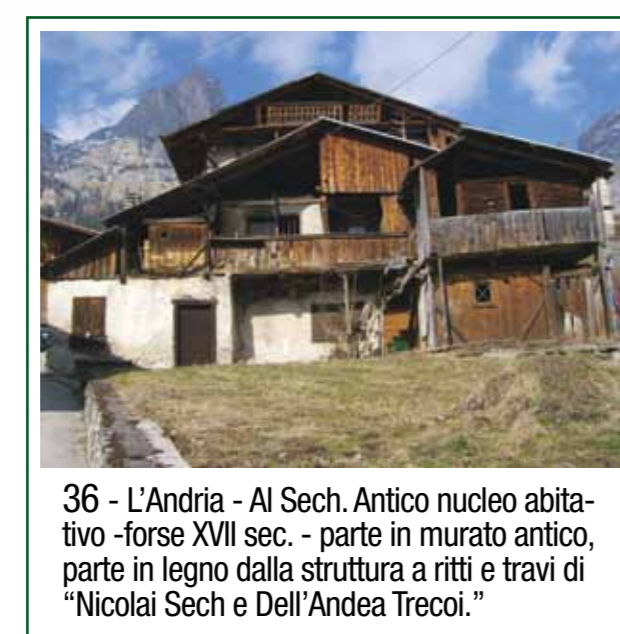 36 - L’Andria - Al Sech. Antico nucleo abita-
tivo -forse XVII sec. - parte in murato antico,
parte in legno dalla struttura a ritti e travi di
“Nicolai Sech e Dell’Andea Trecoi.”